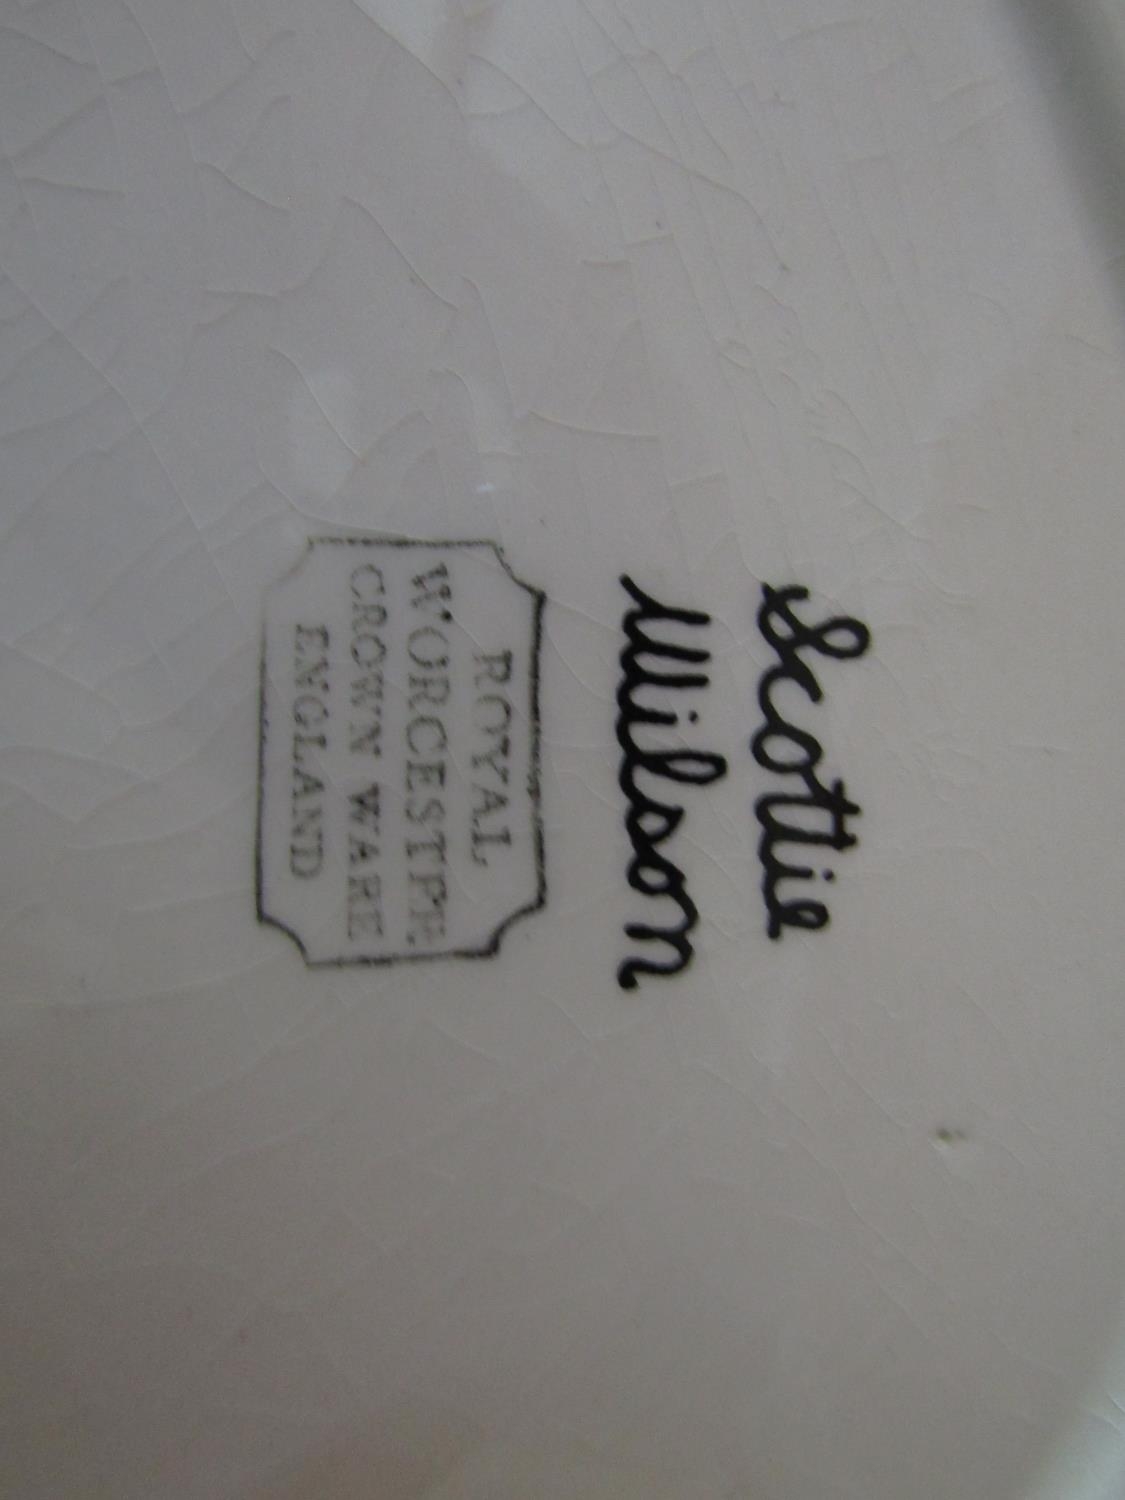 Scottie
Wilson
ROYAL
WORCESTER
CROWN WARE
ENGLAND